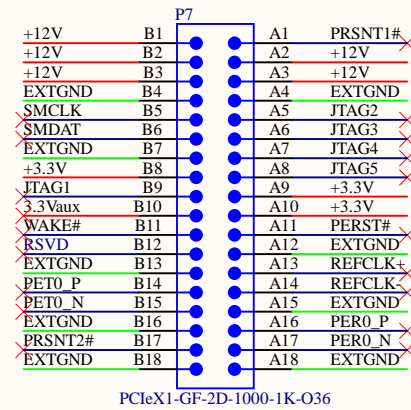 P7
+12V B1 A1 PRSNT1#
+12V B2 A2 +12V
+12V B3 A3 +12V
EXTGND B4 A4 EXTGND
SMCLK B5 A5 JTAG2
SMDAT B6 A6 JTAG3
EXTGND B7 A7 JTAG4
+3.3V B8 A8 JTAG5
JTAG1 B9 A9 +3.3V
3.3Vaux B10 A10 +3.3V
WAKE# B11 A11 PERST#
RSVD B12 A12 EXTGND
EXTGND B13 A13 REFCLK+
PET0_P B14 A14 REFCLK-
PET0_N B15 A15 EXTGND
EXTGND B16 A16 PER0_P
PRSNT2# B17 A17 PER0_N
EXTGND B18 A18 EXTGND
PCIeX1-GF-2D-1000-1K-O36